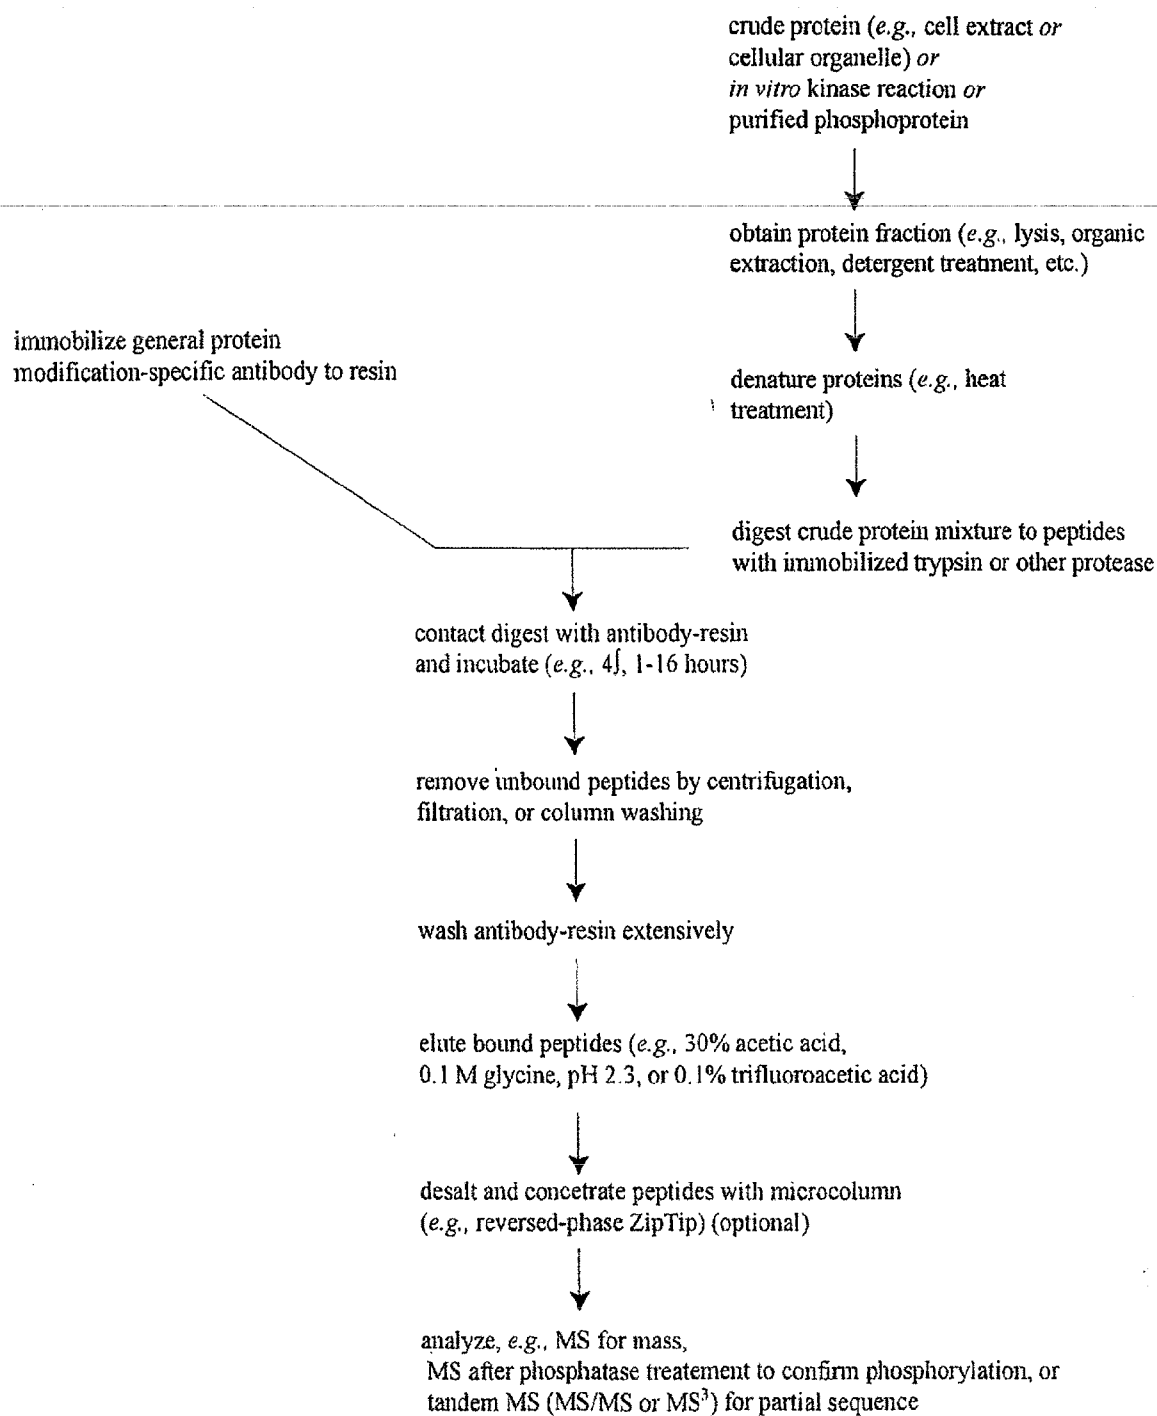 crude protein (e.g., cell extract or
cellular organelle) or
in vitro kinase reaction or
purified phosphoprotein
obtain protein fraction (e.g., lysis, organic
extraction, detergent treatment, etc.)
immobilize general protein
modification-specific antibody to resin
denature proteins (e.g., heat
treatment)
digest crude protein mixture to peptides
with immobilized trypsin or other protease
contact digest with antibody-resin
and incubate (e.g., 4∫, 1-16 hours)
remove unbound peptides by centrifugation,
filtration, or column washing
wash antibody-resin extensively
elute bound peptides (e.g., 30% acetic acid,
0.1 M glycine, pH 2.3, or 0.1% trifluoroacetic acid)
desalt and concetrate peptides with microcolumn
(e.g., reversed-phase ZipTip) (optional)
analyze, e.g., MS for mass,
MS after phosphatase treatement to confirm phosphorylation, or
tandem MS (MS/MS or MS³) for partial sequence